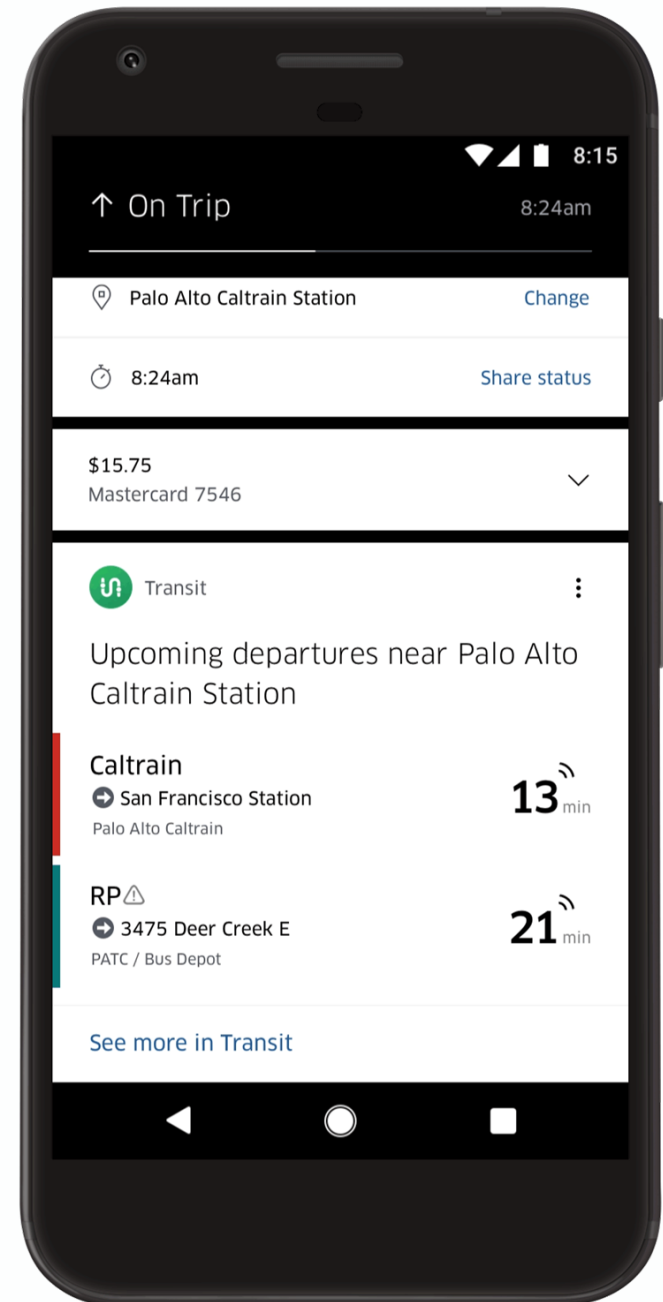 8:15
On Trip
8:24am
Palo Alto Caltrain Station
Change
8:24am
Share status
$15.75
Mastercard 7546
Transit
Upcoming departures near Palo Alto
Caltrain Station
Caltrain
San Francisco Station
Palo Alto Caltrain
13 min
RP
3475 Deer Creek E
PATC / Bus Depot
21 min
See more in Transit